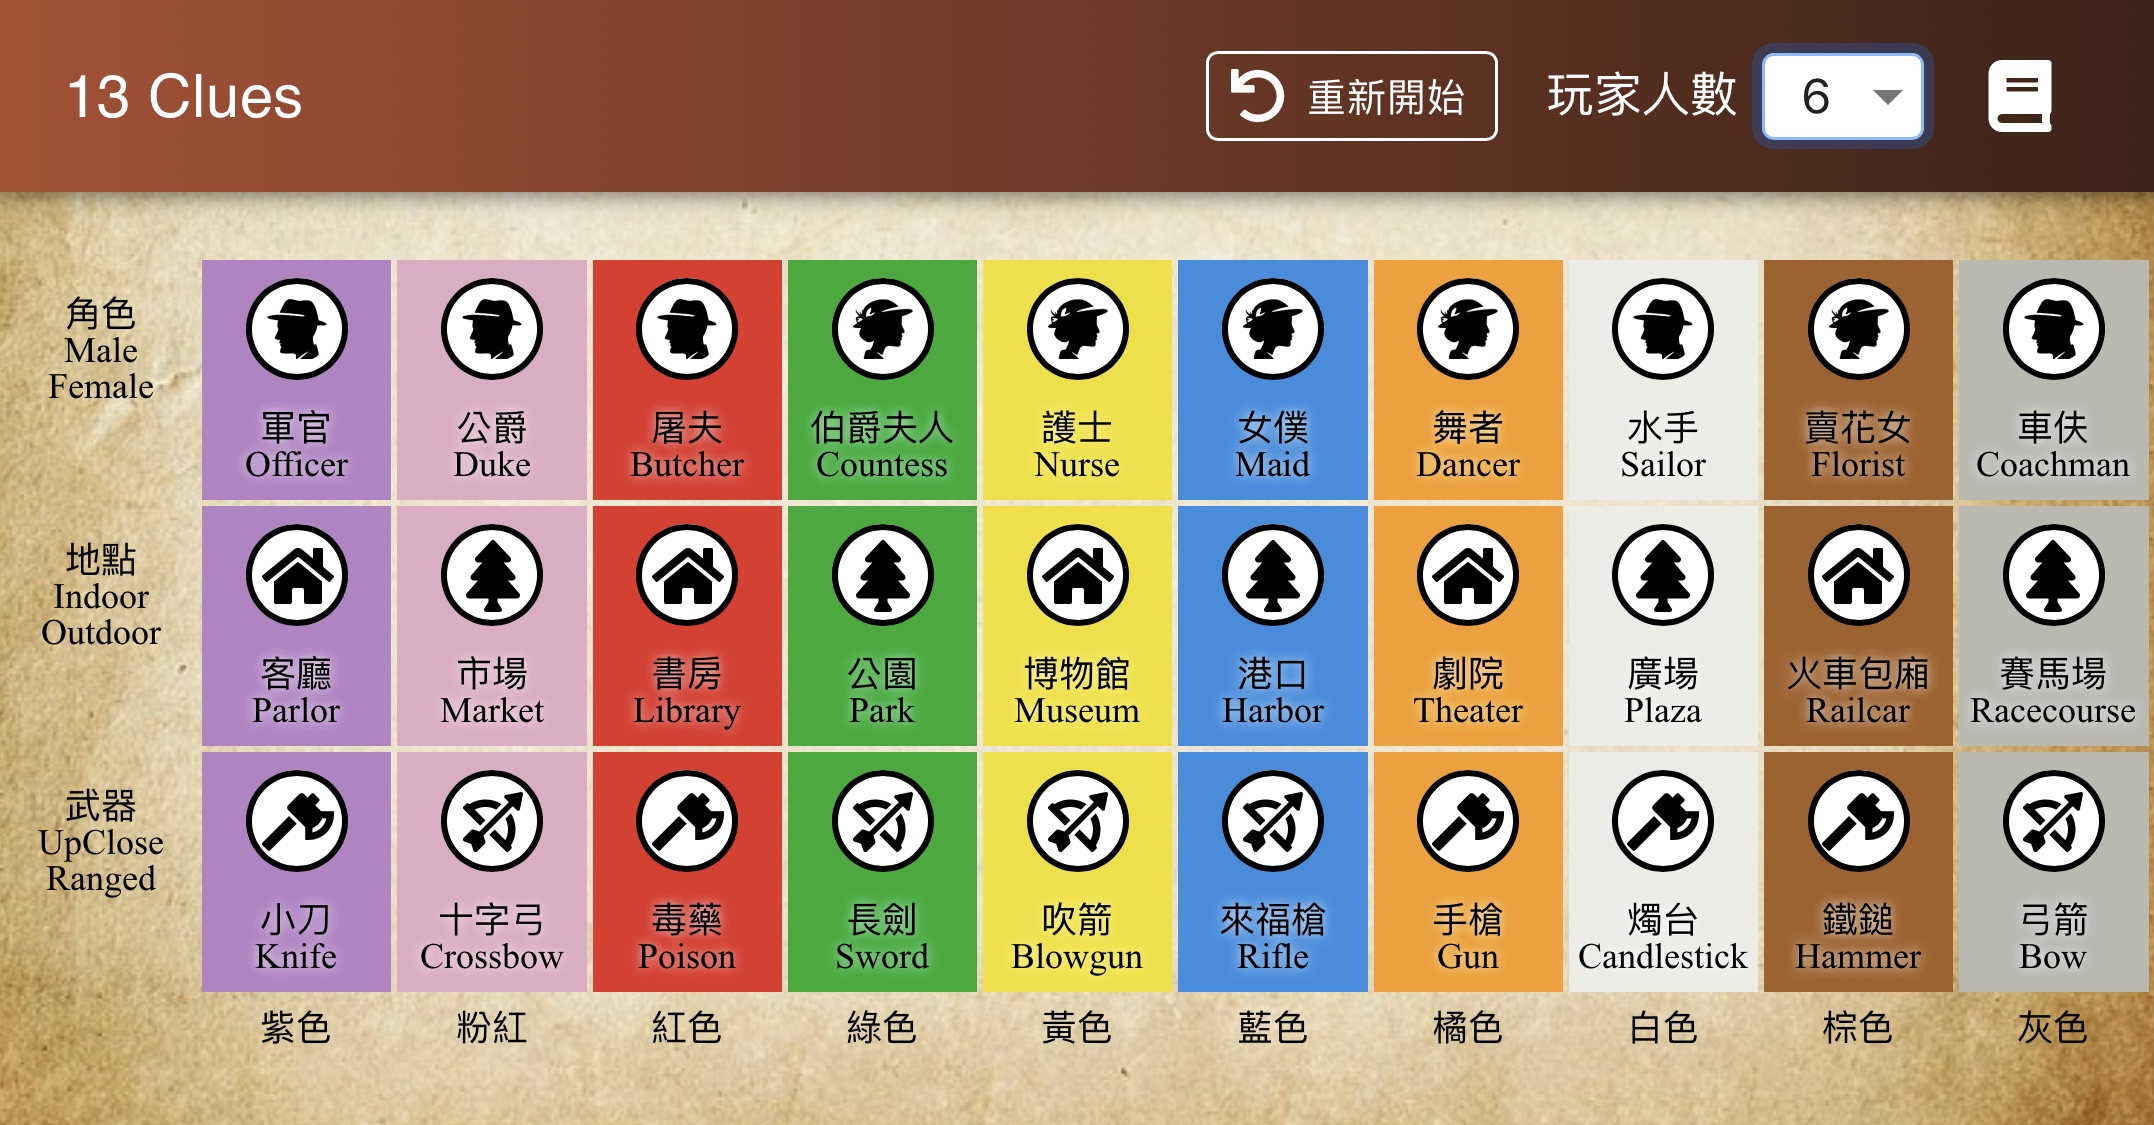 13 Clues
重新開始
玩家人數
6
角色
Male
Female
軍官
Officer
公爵
Duke
屠夫
Butcher
伯爵夫人
Countess
護士
Nurse
女僕
Maid
舞者
Dancer
水手
Sailor
賣花女
Florist
車伕
Coachman
地點
Indoor
Outdoor
客廳
Parlor
市場
Market
書房
Library
公園
Park
博物館
Museum
港口
Harbor
劇院
Theater
廣場
Plaza
火車包廂
Railcar
賽馬場
Racecourse
武器
UpClose
Ranged
小刀
Knife
十字弓
Crossbow
毒藥
Poison
長劍
Sword
吹箭
Blowgun
來福槍
Rifle
手槍
Gun
燭台
Candlestick
鐵鎚
Hammer
弓箭
Bow
紫色
粉紅
紅色
綠色
黃色
藍色
橘色
白色
棕色
灰色